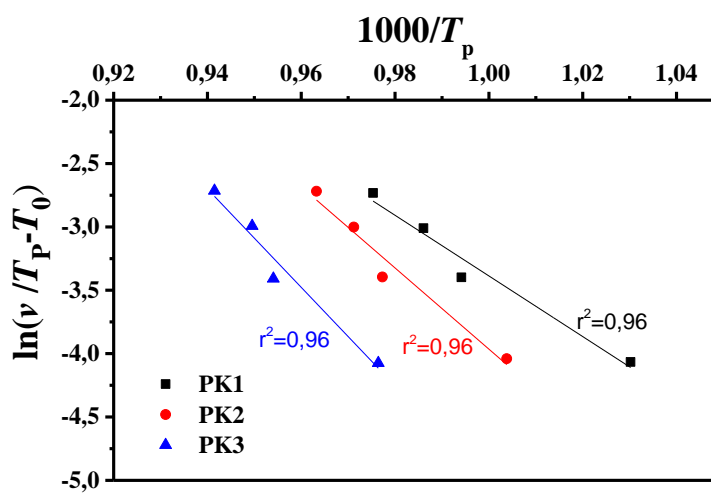 1000/Tp
0,92 0,94 0,96 0,98 1,00 1,02 1,04
-2,0
-2,5
-3,0
-3,5
-4,0
-4,5
-5,0
ln(v /TP-T0)
r²=0,96
r²=0,96
r²=0,96
PK1
PK2
PK3